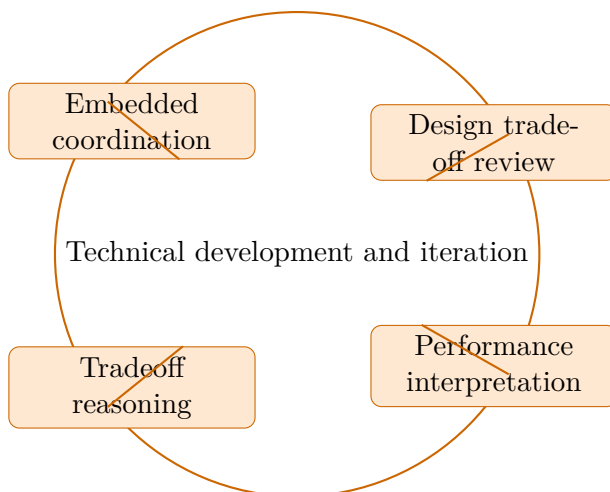 Embedded
coordination
Design trade-
off review
Technical development and iteration
Tradeoff
reasoning
Performance
interpretation